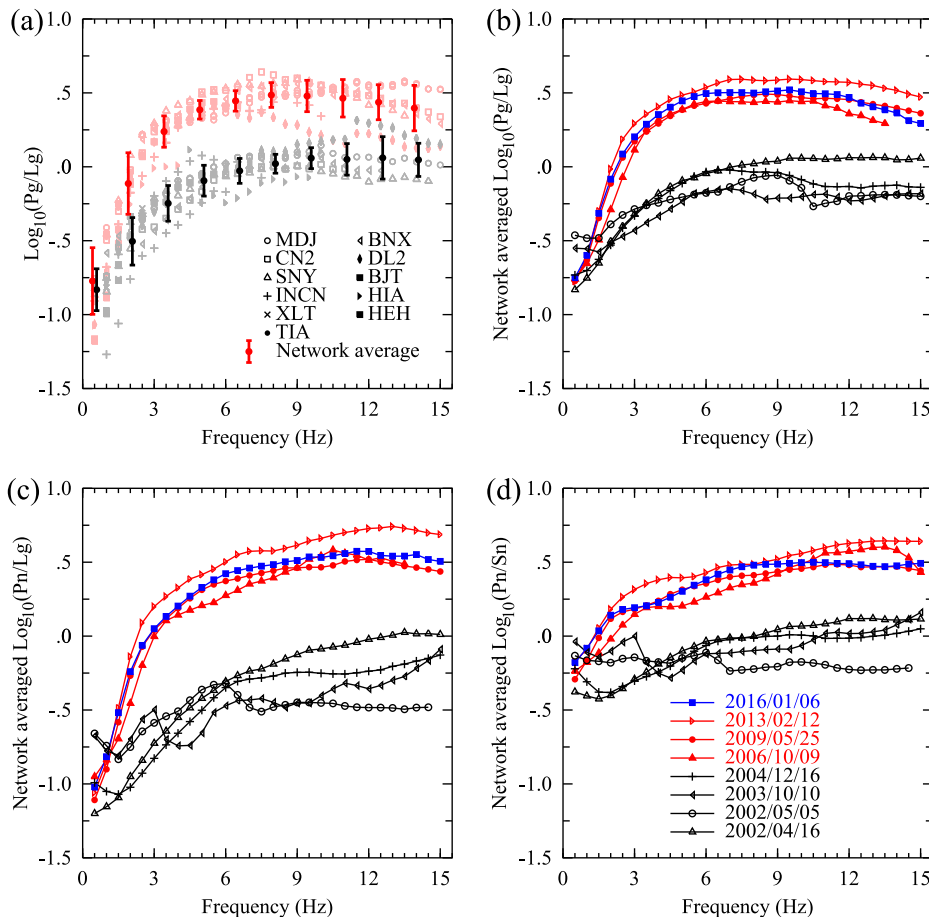 (a)
1.0
.5
.0
-.5
-1.0
-1.5
Log10(Pg/Lg)
MDJ
CN2
SNY
INCN
XLT
TIA
BNX
DL2
BJT
HIA
HEH
Network average
0 3 6 9 12 15
Frequency (Hz)
(b)
1.0
.5
.0
-.5
-1.0
-1.5
Network averaged Log10(Pg/Lg)
0 3 6 9 12 15
Frequency (Hz)
(c)
1.0
.5
.0
-.5
-1.0
-1.5
Network averaged Log10(Pn/Lg)
0 3 6 9 12 15
Frequency (Hz)
(d)
1.0
.5
.0
-.5
-1.0
-1.5
Network averaged Log10(Pn/Sn)
2016/01/06
2013/02/12
2009/05/25
2006/10/09
2004/12/16
2003/10/10
2002/05/05
2002/04/16
0 3 6 9 12 15
Frequency (Hz)